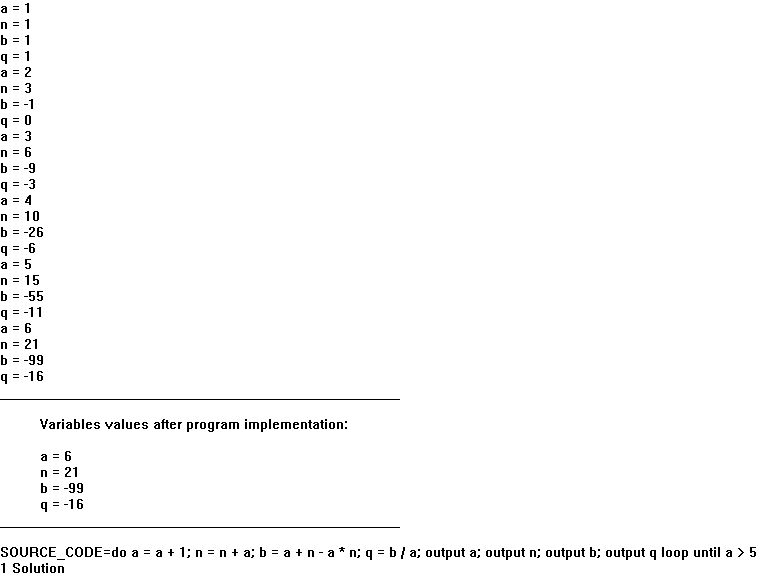 a = 1
n = 1
b = 1
q = 1
a = 2
n = 3
b = -1
q = 0
a = 3
n = 6
b = -9
q = -3
a = 4
n = 10
b = -26
q = -6
a = 5
n = 15
b = -55
q = -11
a = 6
n = 21
b = -99
q = -16
Variables values after program implementation:
a = 6
n = 21
b = -99
q = -16
SOURCE_CODE=do a = a + 1; n = n + a; b = a + n - a * n; q = b / a; output a; output n; output b; output q loop until a > 5
1 Solution